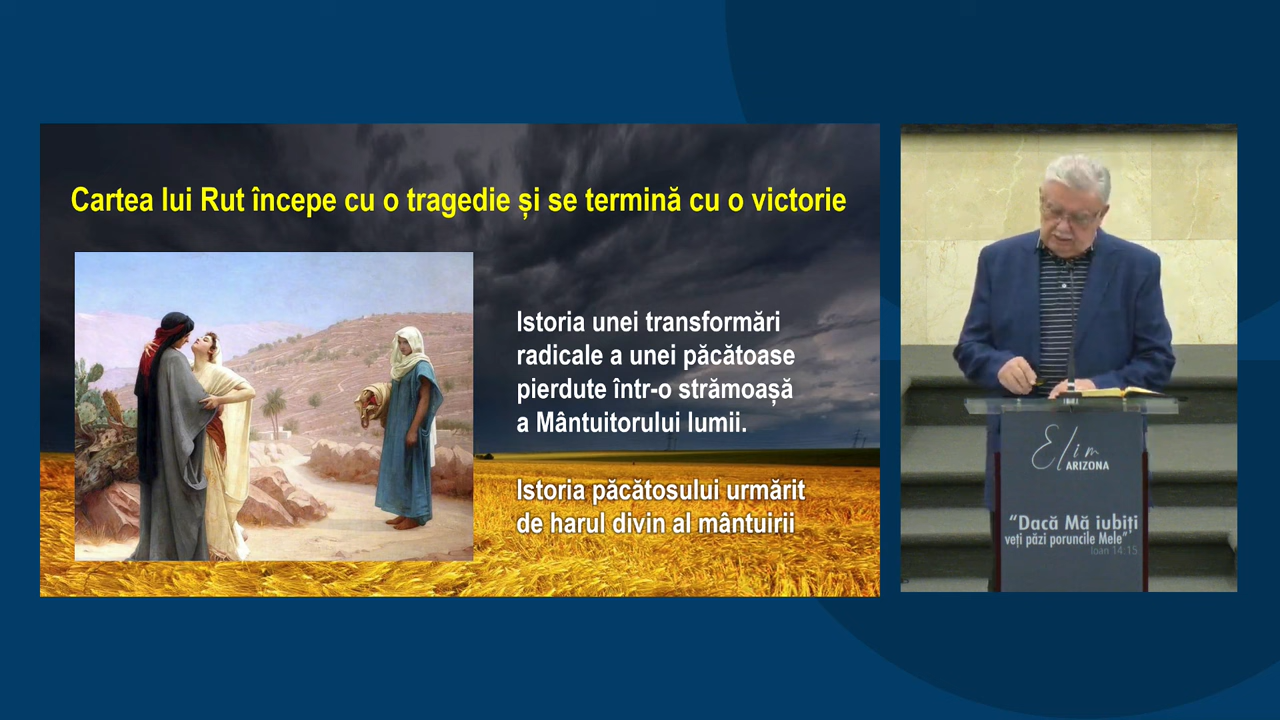 Cartea lui Rut începe cu o tragedie și se termină cu o victorie
Istoria unei transformări
radicale a unei păcătoase
pierdute într-o strămoașă
a Mântuitorului lumii.
Istoria păcătosului urmărit
de harul divin al mântuirii
Elim
ARIZONA
“Dacă Mă iubiți
veți păzi poruncile Mele”
Ioan 14:15